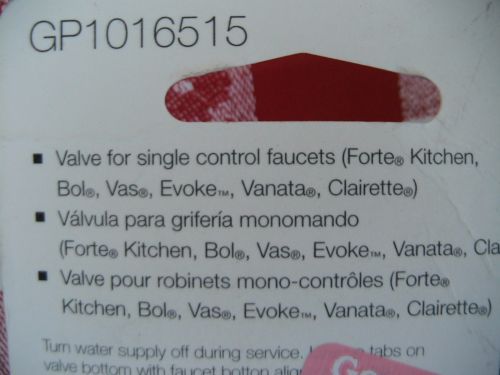 GP1016515
▪ Valve for single control faucets (Forte® Kitchen,
Bol®, Vas®, Evoke™, Vanata®, Clairette®)
▪ Válvula para grifería monomando
(Forte® Kitchen, Bol®, Vas®, Evoke™, Vanata®, Cla
▪ Valve pour robinets mono-contrôles (Forte®
Kitchen, Bol®, Vas®, Evoke™, Vanata®, Clairette®)
Turn water supply off during service. tabs on
valve bottom with faucet bottom